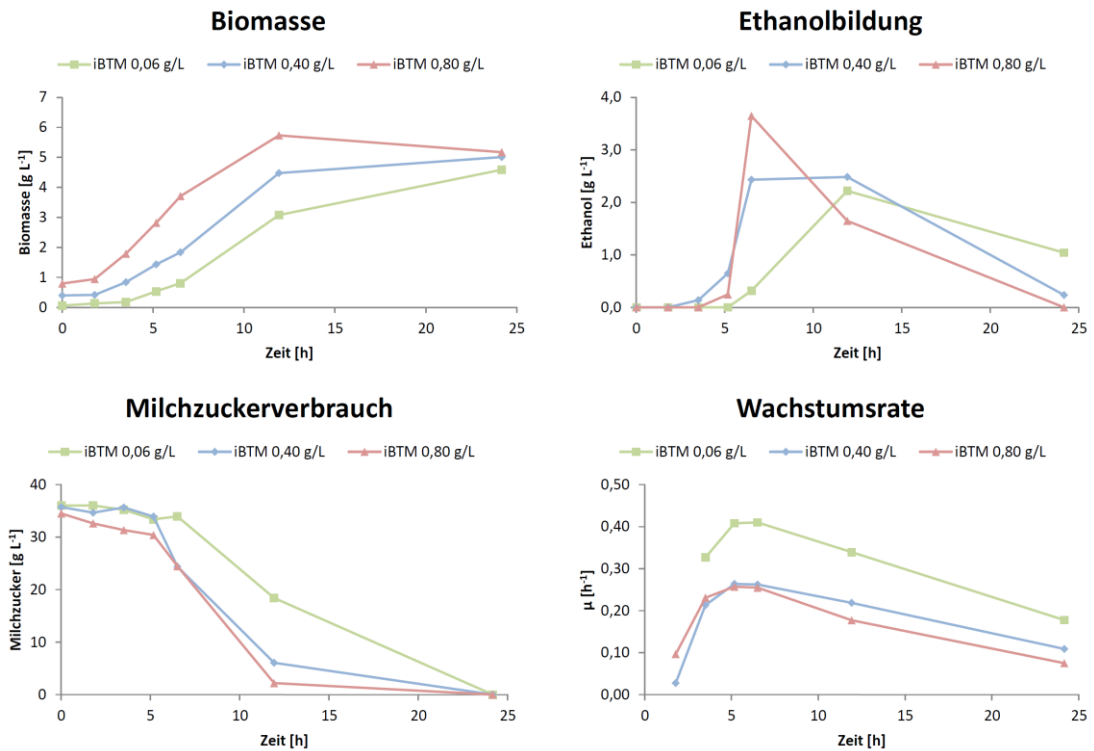 Biomasse
iBTM 0,06 g/L iBTM 0,40 g/L iBTM 0,80 g/L
7
6
5
4
3
2
1
0
Biomasse [g L⁻¹]
0 5 10 15 20 25
Zeit [h]
Ethanolbildung
iBTM 0,06 g/L iBTM 0,40 g/L iBTM 0,80 g/L
4,0
3,0
2,0
1,0
0,0
Ethanol [g L⁻¹]
0 5 10 15 20 25
Zeit [h]
Milchzuckerverbrauch
iBTM 0,06 g/L iBTM 0,40 g/L iBTM 0,80 g/L
40
30
20
10
0
Milchzucker [g L⁻¹]
0 5 10 15 20 25
Zeit [h]
Wachstumsrate
iBTM 0,06 g/L iBTM 0,40 g/L iBTM 0,80 g/L
0,50
0,40
0,30
0,20
0,10
0,00
µ [h⁻¹]
0 5 10 15 20 25
Zeit [h]